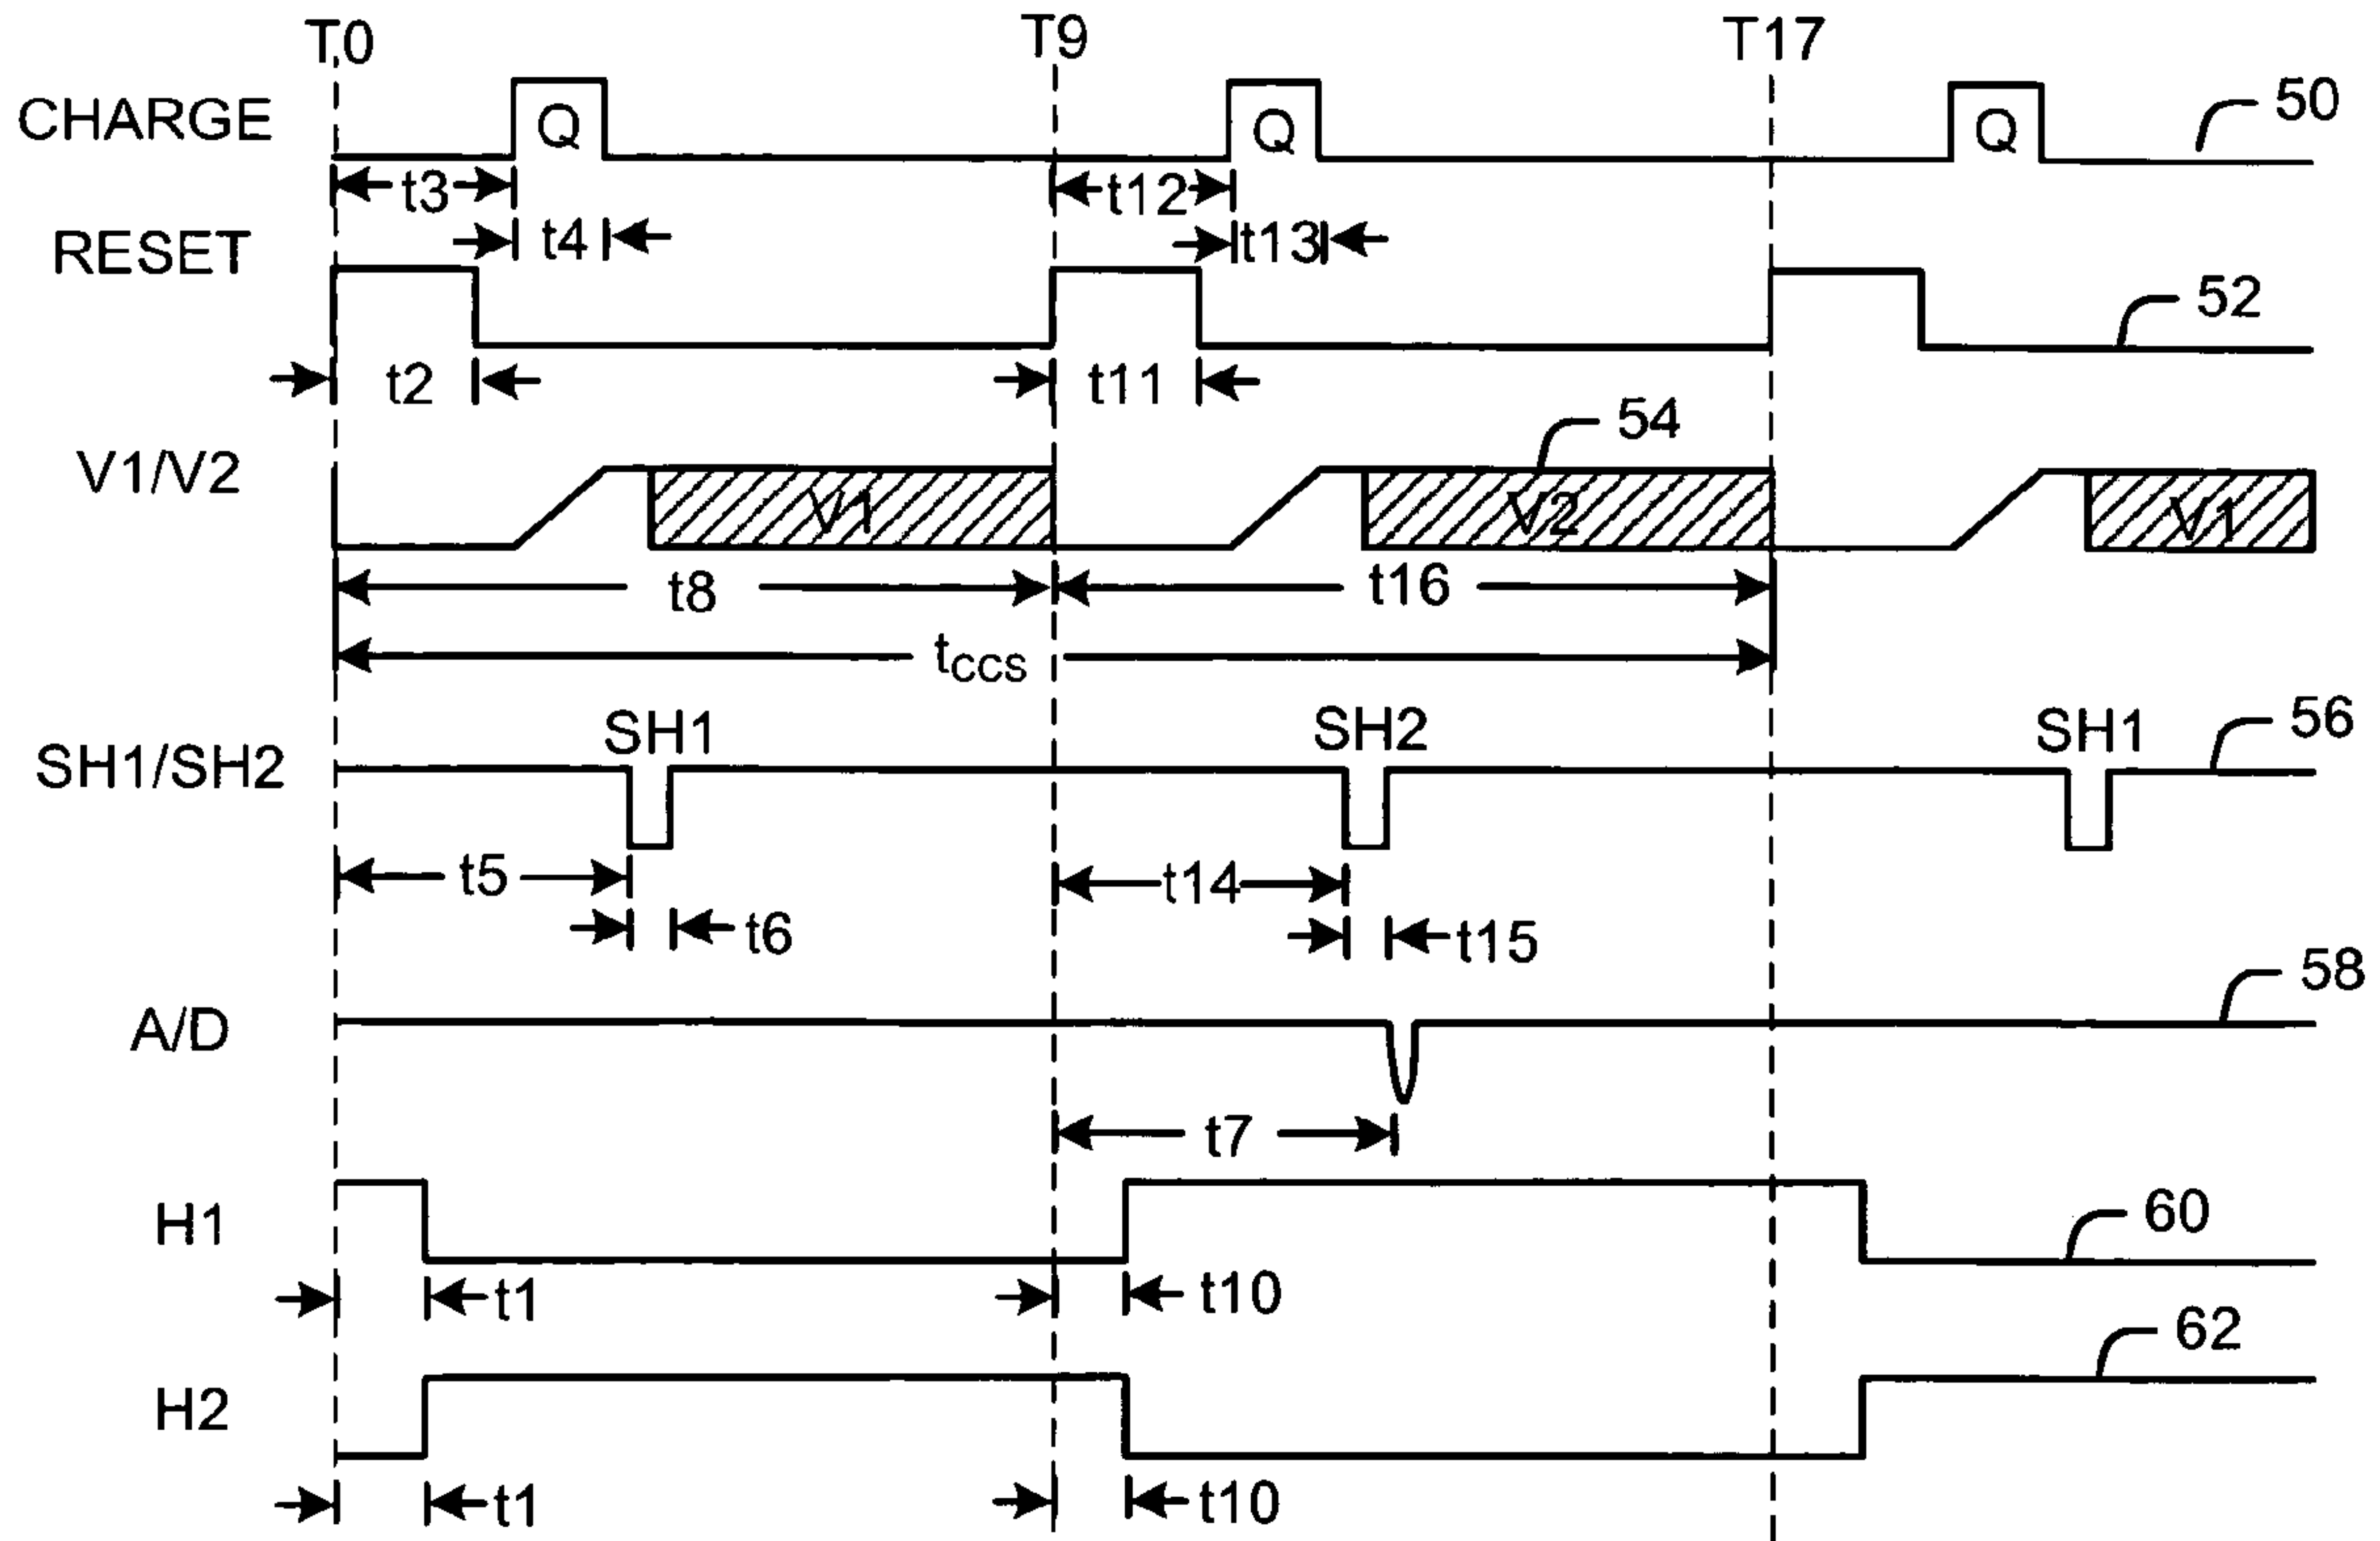 T0 T9 T17
CHARGE Q Q Q 50
t3 t12
t4 t13
RESET 52
t2 t11
V1/V2 V1 V2 V1 54
t8 t16
tCCS
SH1/SH2 SH1 SH2 SH1 56
t5 t14
t6 t15
A/D 58
t7
H1 60
t1 t10
H2 62
t1 t10